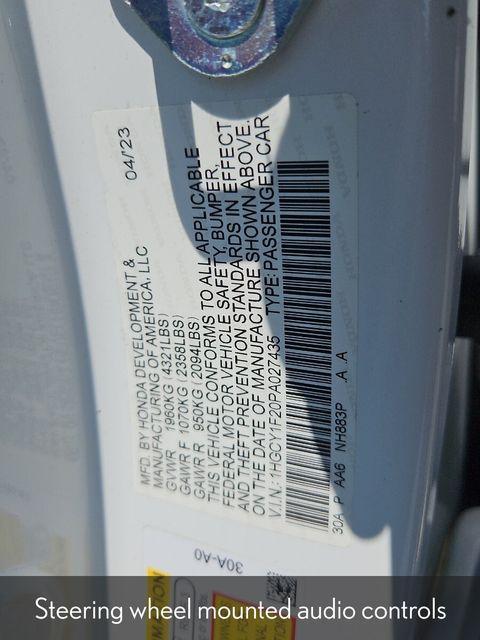 MFD. BY HONDA DEVELOPMENT &
MANUFACTURING OF AMERICA, LLC 04/23
GVWR 1960KG (4321LBS)
GAWR F 1070KG (2358LBS)
GAWR R 950KG (2094LBS)
THIS VEHICLE CONFORMS TO ALL APPLICABLE
FEDERAL MOTOR VEHICLE SAFETY, BUMPER,
AND THEFT PREVENTION STANDARDS IN EFFECT
ON THE DATE OF MANUFACTURE SHOWN ABOVE.
V.I.N.: 1HGCY1F20PA027435 TYPE:PASSENGER CAR
30A P AA6 NH883P A A
30A-A0
Steering wheel mounted audio controls